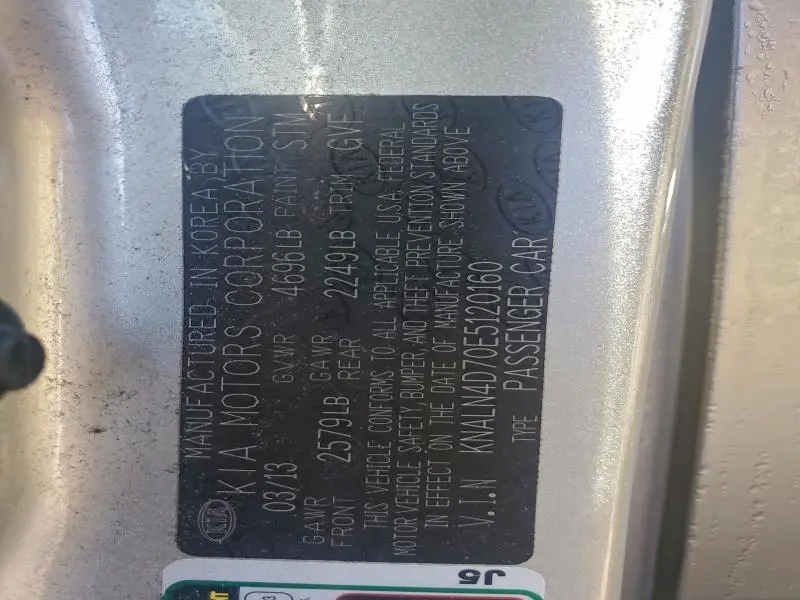 MANUFACTURED IN KOREA BY
KIA MOTORS CORPORATION
03/13 GVWR 4696LB PAINT STM
GAWR FRONT 2579LB GAWR REAR 2249LB TRIM GVF
THIS VEHICLE CONFORMS TO ALL APPLICABLE U.S.A. FEDERAL
MOTOR VEHICLE SAFETY, BUMPER, AND THEFT PREVENTION STANDARDS
IN EFFECT ON THE DATE OF MANUFACTURE SHOWN ABOVE
V.I.N KNALN4D70E5120160
TYPE PASSENGER CAR
J5